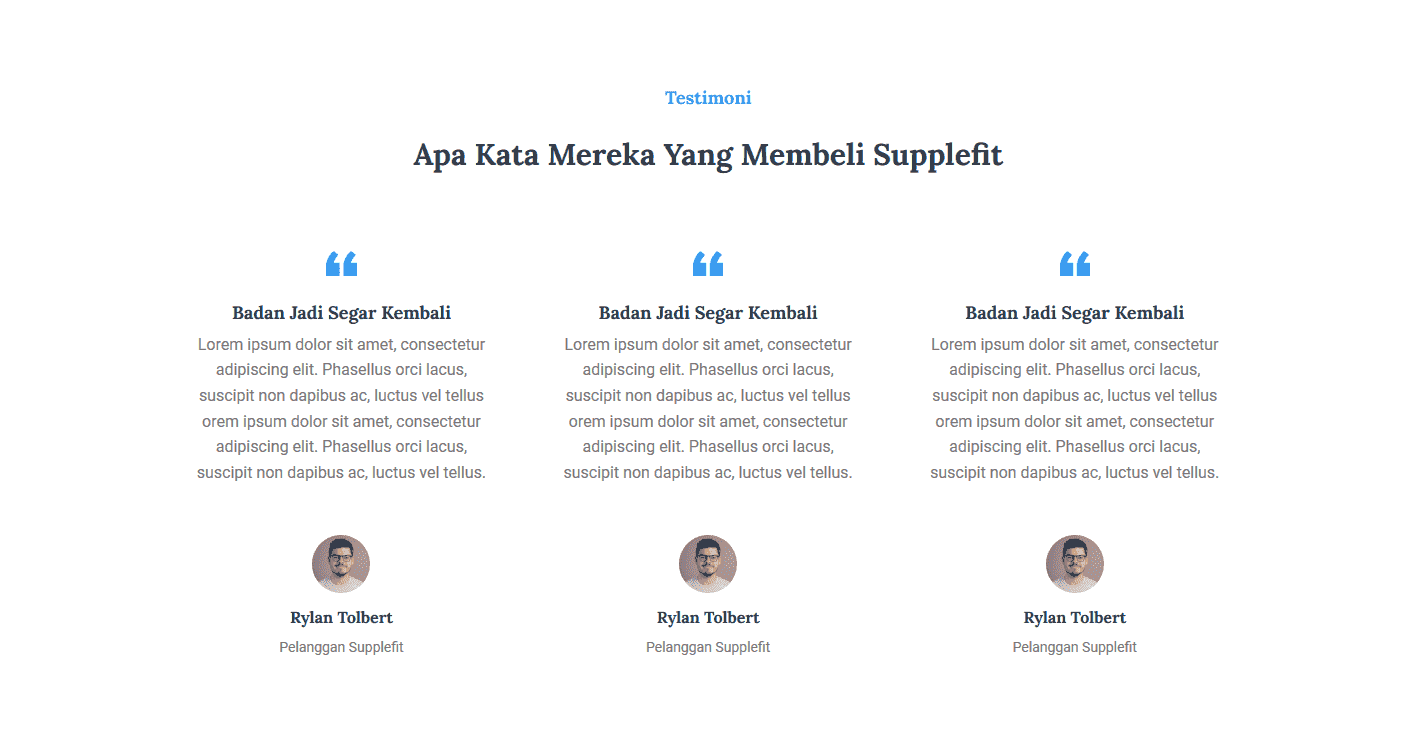 Testimoni
Apa Kata Mereka Yang Membeli Supplefit
Badan Jadi Segar Kembali
Lorem ipsum dolor sit amet, consectetur
adipiscing elit. Phasellus orci lacus,
suscipit non dapibus ac, luctus vel tellus
orem ipsum dolor sit amet, consectetur
adipiscing elit. Phasellus orci lacus,
suscipit non dapibus ac, luctus vel tellus.
Rylan Tolbert
Pelanggan Supplefit
Badan Jadi Segar Kembali
Lorem ipsum dolor sit amet, consectetur
adipiscing elit. Phasellus orci lacus,
suscipit non dapibus ac, luctus vel tellus
orem ipsum dolor sit amet, consectetur
adipiscing elit. Phasellus orci lacus,
suscipit non dapibus ac, luctus vel tellus.
Rylan Tolbert
Pelanggan Supplefit
Badan Jadi Segar Kembali
Lorem ipsum dolor sit amet, consectetur
adipiscing elit. Phasellus orci lacus,
suscipit non dapibus ac, luctus vel tellus
orem ipsum dolor sit amet, consectetur
adipiscing elit. Phasellus orci lacus,
suscipit non dapibus ac, luctus vel tellus.
Rylan Tolbert
Pelanggan Supplefit